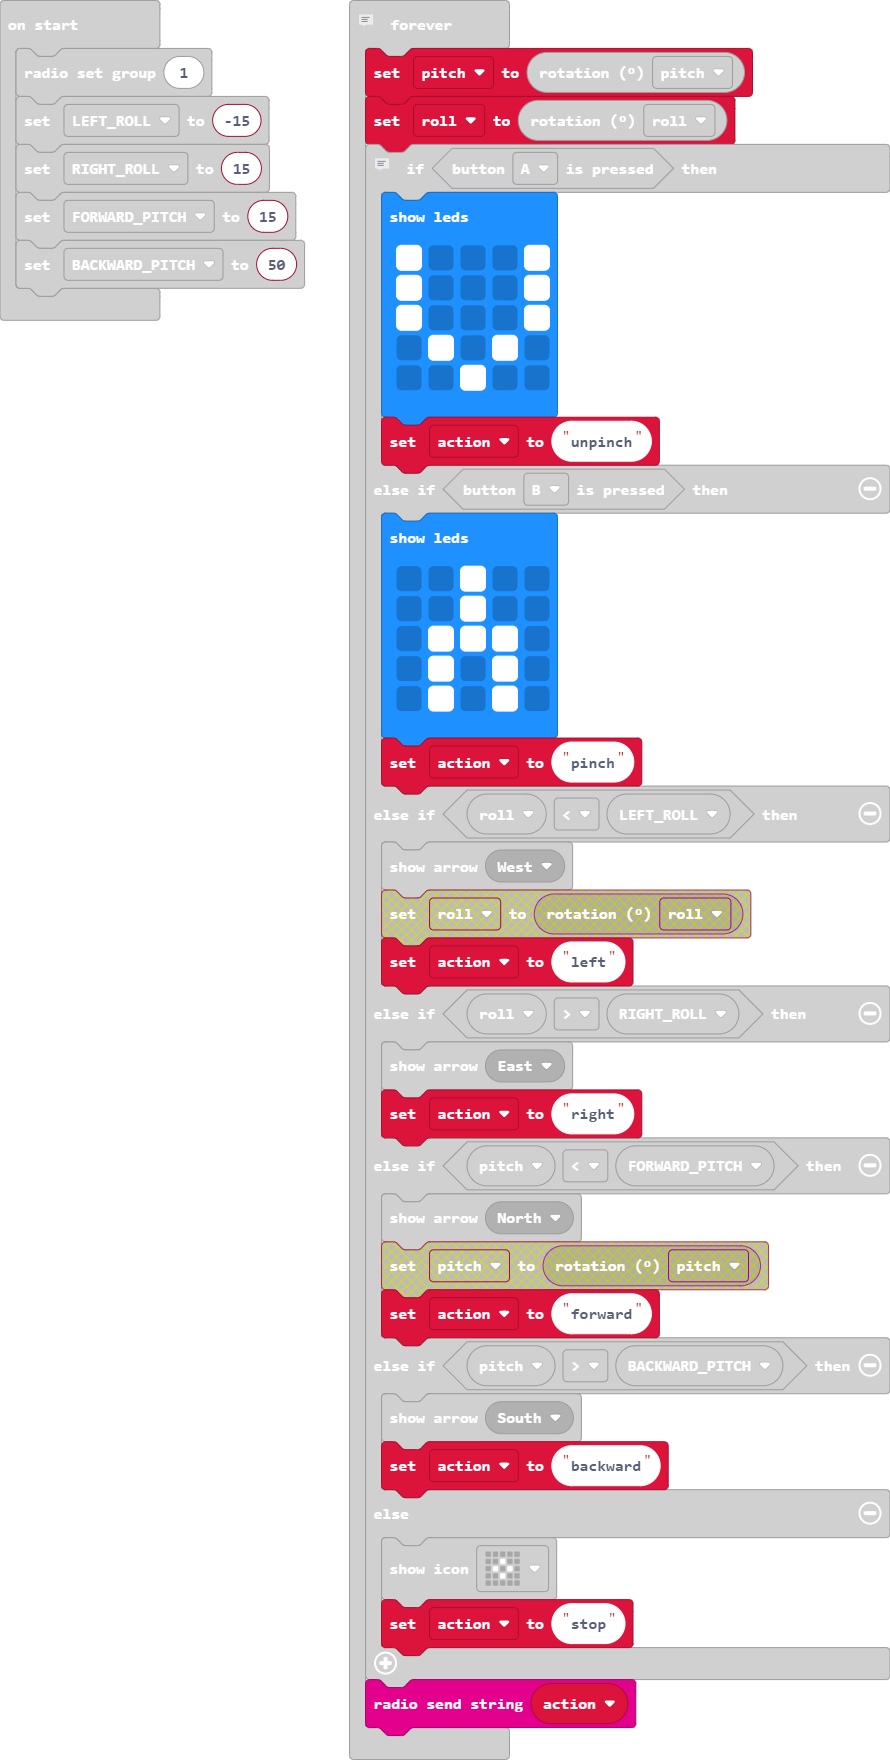 on start
radio set group 1
set LEFT_ROLL to -15
set RIGHT_ROLL to 15
set FORWARD_PITCH to 15
set BACKWARD_PITCH to 50
forever
set pitch to rotation (º) pitch
set roll to rotation (º) roll
if button A is pressed then
show leds
set action to "unpinch"
else if button B is pressed then
show leds
set action to "pinch"
else if roll < LEFT_ROLL then
show arrow West
set roll to rotation (º) roll
set action to "left"
else if roll > RIGHT_ROLL then
show arrow East
set action to "right"
else if pitch < FORWARD_PITCH then
show arrow North
set pitch to rotation (º) pitch
set action to "forward"
else if pitch > BACKWARD_PITCH then
show arrow South
set action to "backward"
else
show icon
set action to "stop"
radio send string action